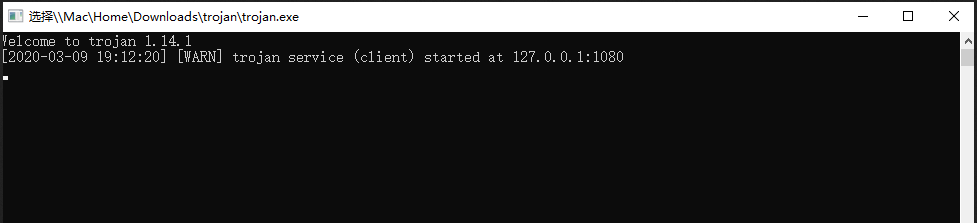 选择\\Mac\Home\Downloads\trojan\trojan.exe
Welcome to trojan 1.14.1
[2020-03-09 19:12:20] [WARN] trojan service (client) started at 127.0.0.1:1080